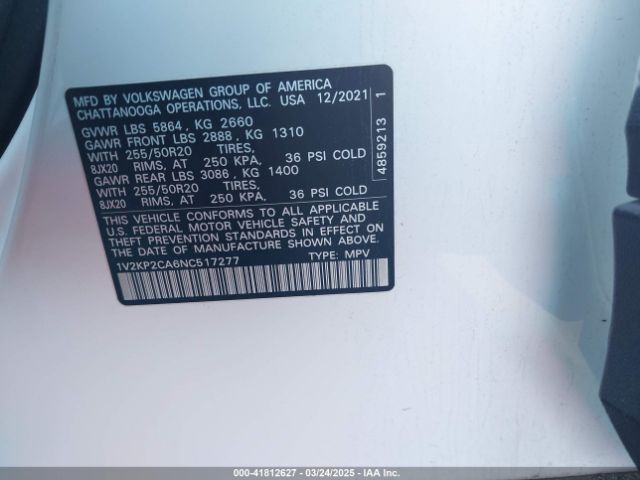 MFD BY VOLKSWAGEN GROUP OF AMERICA
CHATTANOOGA OPERATIONS, LLC. USA 12/2021
GVWR LBS 5864 , KG 2660
GAWR FRONT LBS 2888 , KG 1310
WITH 255/50R20 TIRES,
8JX20 RIMS, AT 250 KPA, 36 PSI COLD
GAWR REAR LBS 3086 , KG 1400
WITH 255/50R20 TIRES,
8JX20 RIMS, AT 250 KPA, 36 PSI COLD
THIS VEHICLE CONFORMS TO ALL APPLICABLE
U.S. FEDERAL MOTOR VEHICLE SAFETY AND
THEFT PREVENTION STANDARDS IN EFFECT ON
THE DATE OF MANUFACTURE SHOWN ABOVE.
1V2KP2CA6NC517277 TYPE: MPV
4859213 1
000-41812627 - 03/24/2025 - IAA Inc.